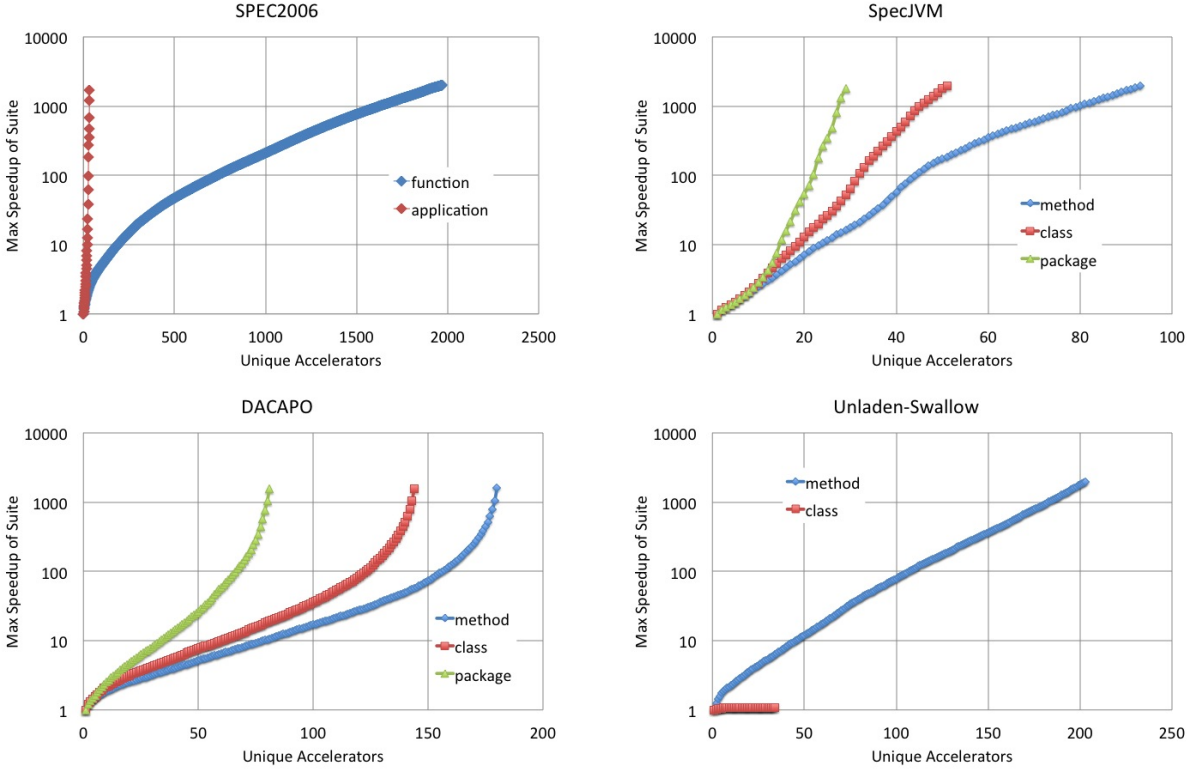 SPEC2006
10000
1000
100
10
1
Max Speedup of Suite
function
application
0 500 1000 1500 2000 2500
Unique Accelerators
SpecJVM
10000
1000
100
10
1
Max Speedup of Suite
method
class
package
0 20 40 60 80 100
Unique Accelerators
DACAPO
10000
1000
100
10
1
Max Speedup of Suite
method
class
package
0 50 100 150 200
Unique Accelerators
Unladen-Swallow
10000
1000
100
10
1
Max Speedup of Suite
method
class
0 50 100 150 200 250
Unique Accelerators